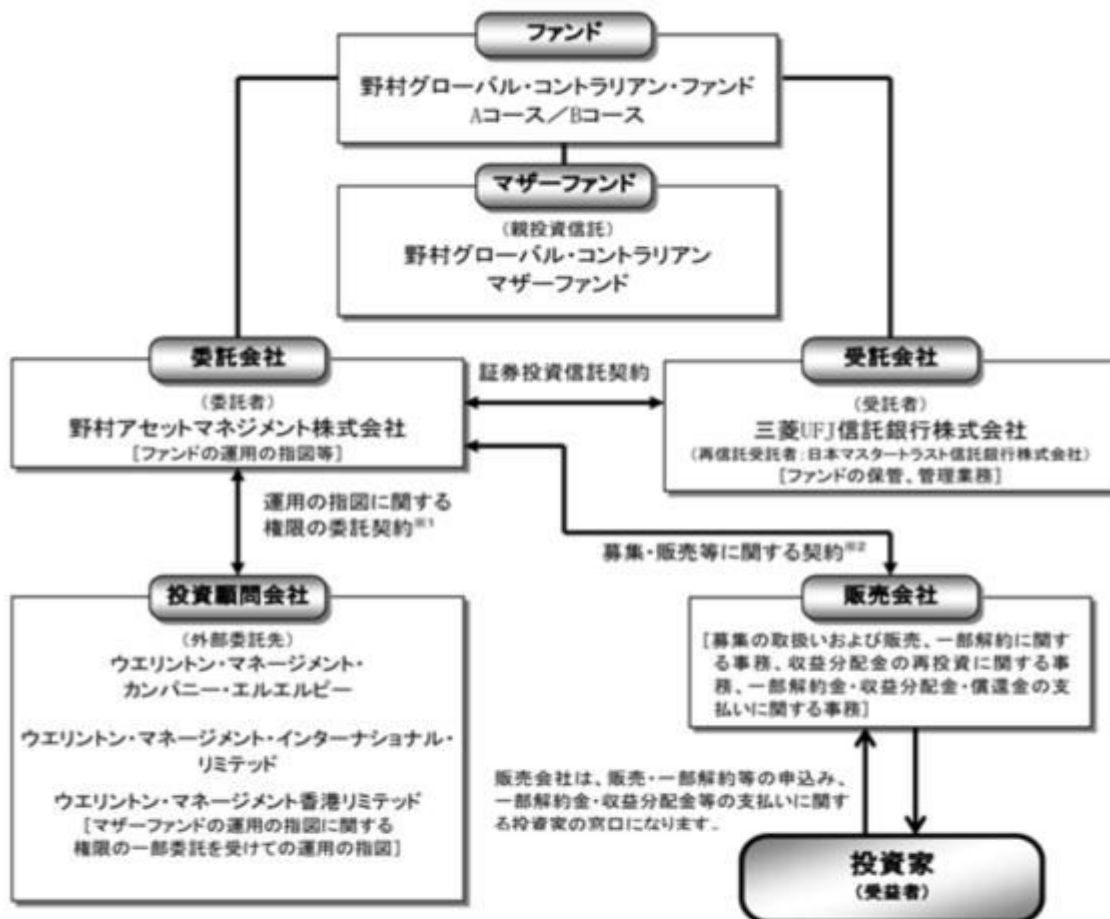 ファンド
野村グローバル・コントラリアン・ファンド
Aコース／Bコース
マザーファンド
(親投資信託)
野村グローバル・コントラリアン
マザーファンド
委託会社
(委託者)
野村アセットマネジメント株式会社
[ファンドの運用の指図等]
証券投資信託契約
受託会社
(受託者)
三菱UFJ信託銀行株式会社
(再信託受託者:日本マスタートラスト信託銀行株式会社)
[ファンドの保管、管理業務]
運用の指図に関する
権限の委託契約※1
募集・販売等に関する契約※2
投資顧問会社
(外部委託先)
ウエリントン・マネージメント・
カンパニー・エルエルピー
ウエリントン・マネージメント・インターナショナル・
リミテッド
ウエリントン・マネージメント香港リミテッド
[マザーファンドの運用の指図に関する
権限の一部委託を受けての運用の指図]
販売会社
[募集の取扱いおよび販売、一部解約に関す
る事務、収益分配金の再投資に関する事
務、一部解約金・収益分配金・償還金の支
払いに関する事務]
販売会社は、販売・一部解約等の申込み、
一部解約金・収益分配金等の支払いに関す
る投資家の窓口になります。
投資家
(受益者)